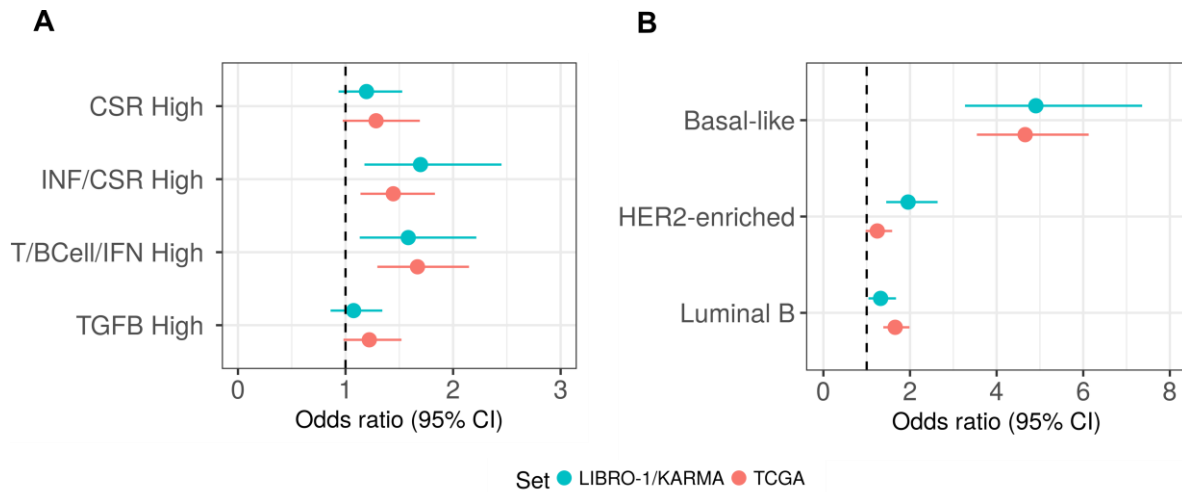 A
CSR High
INF/CSR High
T/BCell/IFN High
TGFB High
0 1 2 3
Odds ratio (95% CI)
B
Basal-like
HER2-enriched
Luminal B
0 2 4 6 8
Odds ratio (95% CI)
Set LIBRO-1/KARMA TCGA